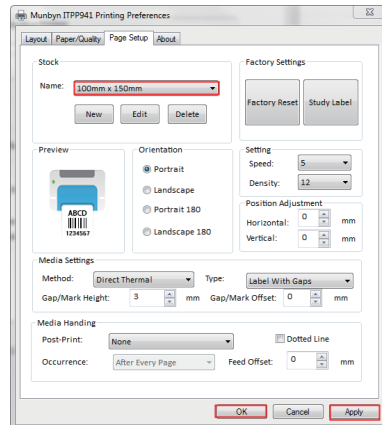 Munbyn ITPP941 Printing Preferences
Layout Paper/Quality Page Setup About
Stock
Name: 100mm x 150mm
New Edit Delete
Factory Settings
Factory Reset Study Label
Preview
ABCD
1234567
Orientation
Portrait
Landscape
Portrait 180
Landscape 180
Setting
Speed: 5
Density: 12
Position Adjustment
Horizontal: 0 mm
Vertical: 0 mm
Media Settings
Method: Direct Thermal Type: Label With Gaps
Gap/Mark Height: 3 mm Gap/Mark Offset: 0 mm
Media Handing
Post-Print: None Dotted Line
Occurrence: After Every Page Feed Offset: 0 mm
OK Cancel Apply